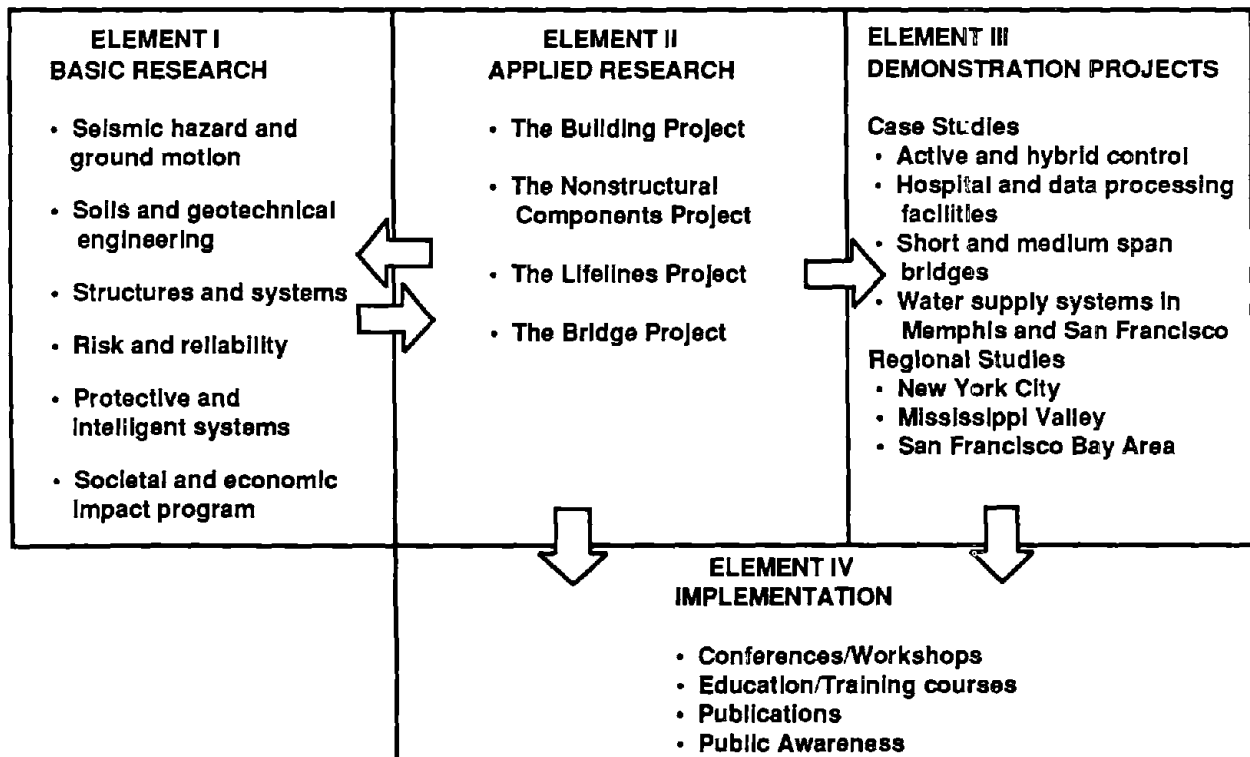 ELEMENT I
BASIC RESEARCH
• Seismic hazard and
ground motion
• Soils and geotechnical
engineering
• Structures and systems
• Risk and reliability
• Protective and
intelligent systems
• Societal and economic
impact program
ELEMENT II
APPLIED RESEARCH
• The Building Project
• The Nonstructural
Components Project
• The Lifelines Project
• The Bridge Project
ELEMENT III
DEMONSTRATION PROJECTS
Case Studies
• Active and hybrid control
• Hospital and data processing
facilities
• Short and medium span
bridges
• Water supply systems in
Memphis and San Francisco
Regional Studies
• New York City
• Mississippi Valley
• San Francisco Bay Area
ELEMENT IV
IMPLEMENTATION
• Conferences/Workshops
• Education/Training courses
• Publications
• Public Awareness